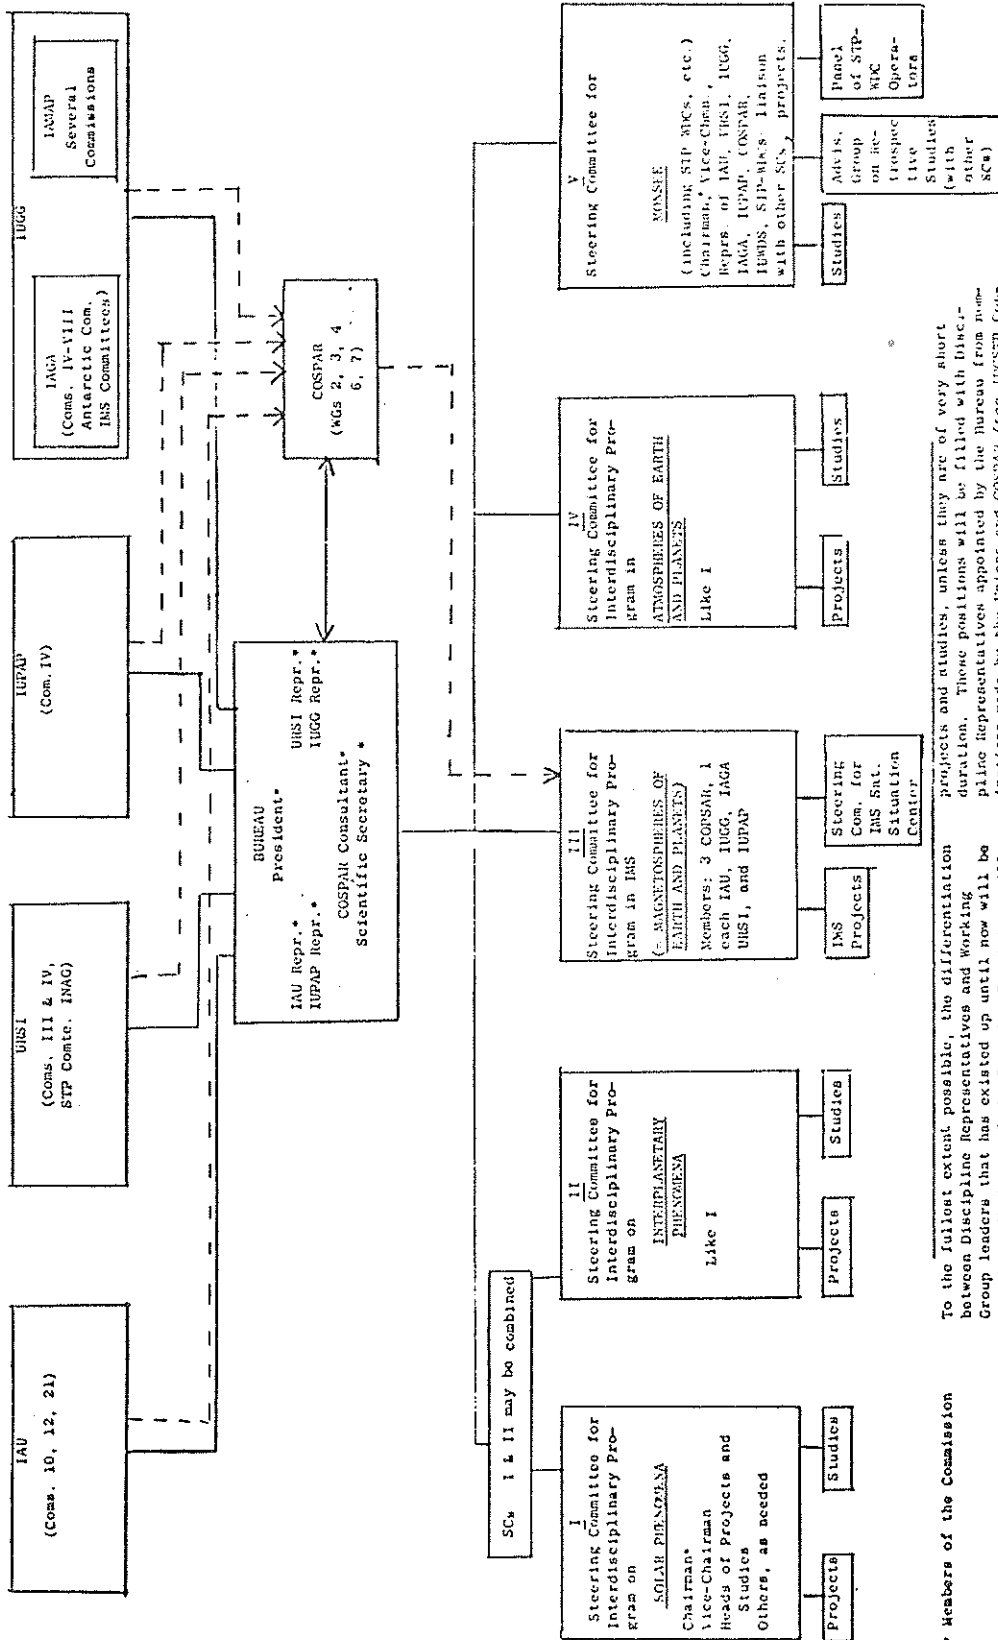 IAU
(Coms. 10, 12, 21)
URSI
(Coms. III & IV,
STP Comte. INAG)
IUPAP
(Com.IV)
IUGG
IAGA
(Coms. IV-VIII
Antarctic Com.
IMS Committees)
IAMAP
Several
Commissions
BUREAU
President*
IAU Repr.*
URSI Repr.*
IUPAP Repr.*
IUGG Repr.*
COSPAR Consultant*
Scientific Secretary *
COSPAR
(WGs 2, 3, 4
6, 7)
SCs I & II may be combined
I
Steering Committee for
Interdisciplinary Pro-
gram on
SOLAR PHENOMENA
Chairman*
Vice-Chairman
Heads of Projects and
Studies
Others, as needed
Projects
Studies
II
Steering Committee for
Interdisciplinary Pro-
gram on
INTERPLANETARY
PHENOMENA
Like I
Projects
Studies
III
Steering Committee for
Interdisciplinary Pro-
gram in IMS
(= MAGNETOSPHERES OF
EARTH AND PLANETS)
Members: 3 COPSAR, 1
each IAU, IUGG, IAGA
URSI, and IUPAP
IMS
Projects
Steering
Com. for
IMS Sat.
Situation
Center
IV
Steering Committee for
Interdisciplinary Pro-
gram in
ATMOSPHERES OF EARTH
AND PLANETS
Like I
Projects
Studies
V
Steering Committee for
MONSEE
(including STP WDCs, etc.)
Chairman,* Vice-Chmn.,
Reprs. of IAU, URSI, IUGG,
IAGA, IUPAP, COSPAR,
IUWDS, STP-WDCs liaison
with other SCs, projects.
Studies
Advis.
Group
on Re-
trospec
tive
Studies
(with
other
SCs)
Panel
of STP-
WDC
Opera-
tors
* Members of the Commission
To the fullest extent possible, the differentiation
between Discipline Representatives and Working
Group leaders that has existed up until now will be
projects and studies, unless they are of very short
duration. These positions will be filled with Disci-
pline Representatives appointed by the Bureau from nom-
made by the Unions and COSPAR